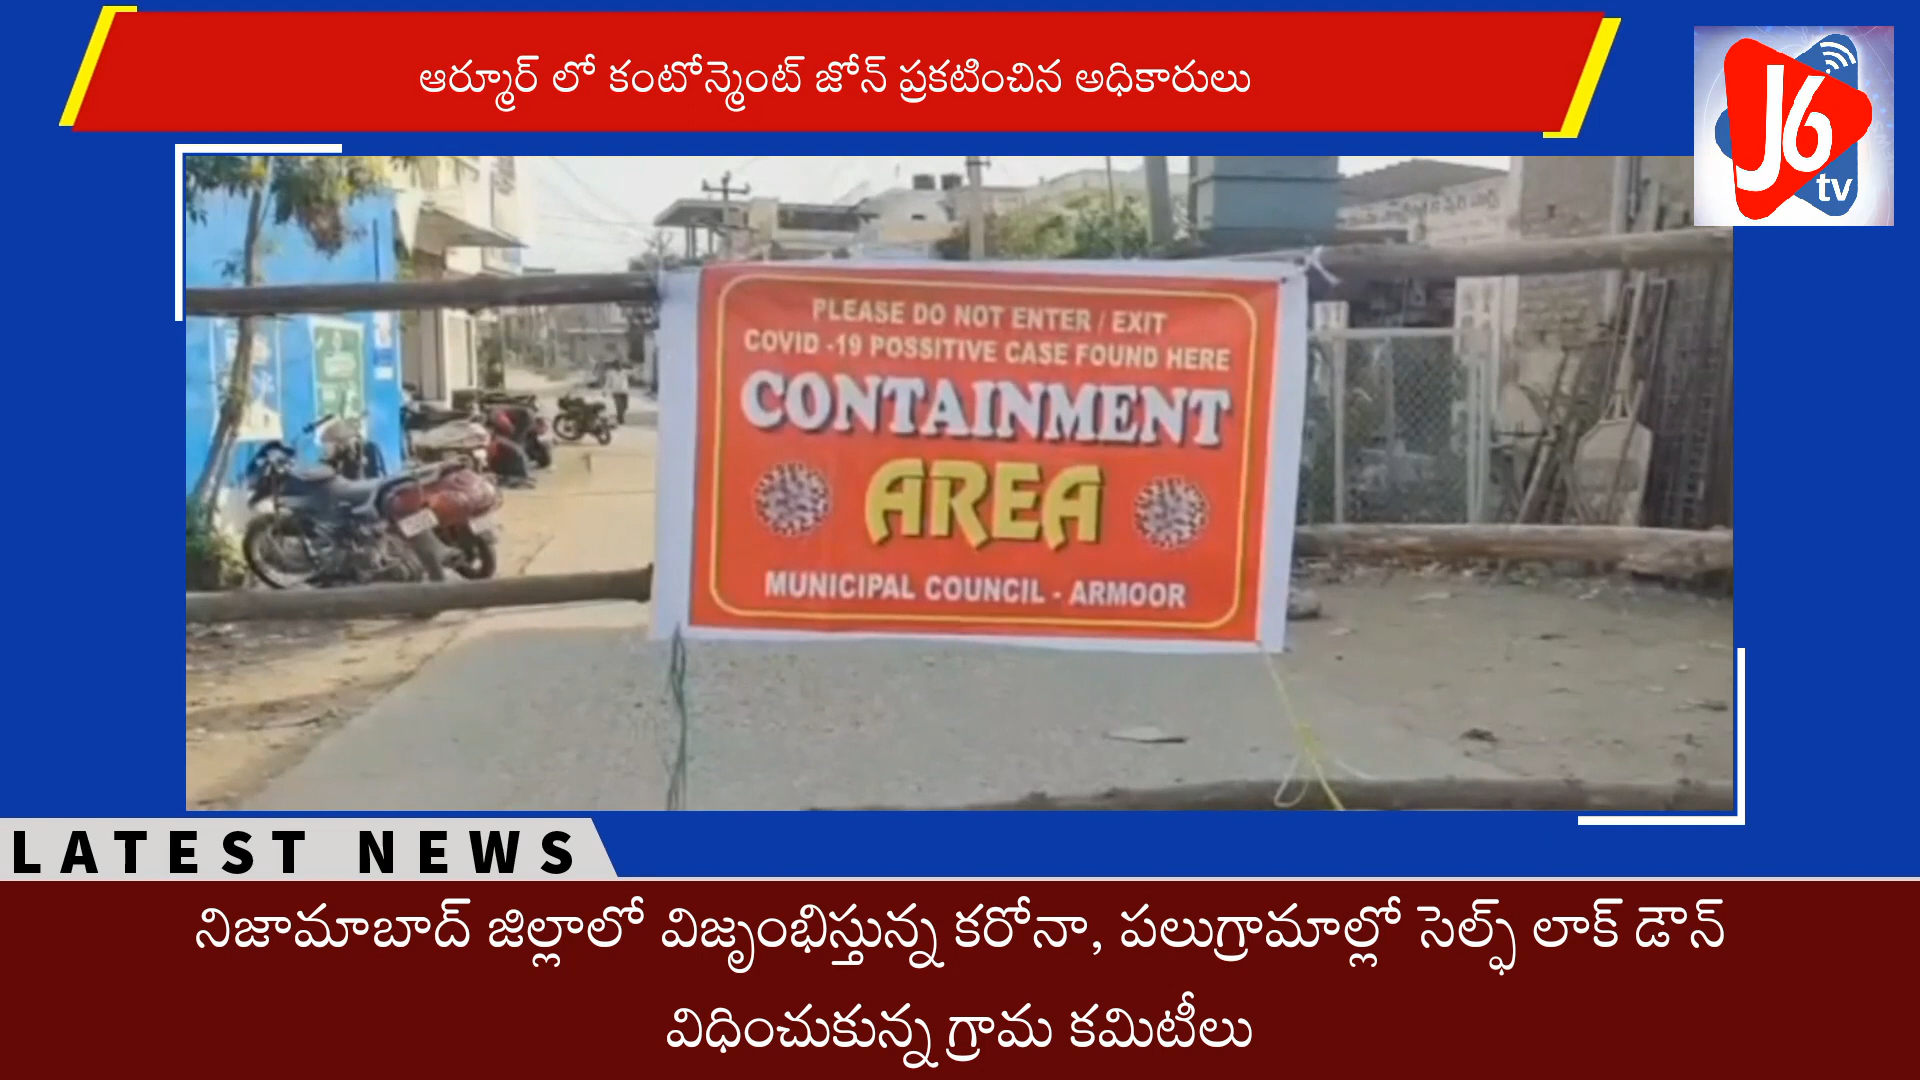 ఆర్మూర్ లో కంటోన్మెంట్ జోన్ ప్రకటించిన అధికారులు
J6
tv
PLEASE DO NOT ENTER / EXIT
COVID -19 POSSITIVE CASE FOUND HERE
CONTAINMENT
AREA
MUNICIPAL COUNCIL - ARMOOR
LATEST NEWS
నిజామాబాద్ జిల్లాలో విజృంభిస్తున్న కరోనా, పలుగ్రామాల్లో సెల్ఫ్ లాక్ డౌన్
విధించుకున్న గ్రామ కమిటీలు